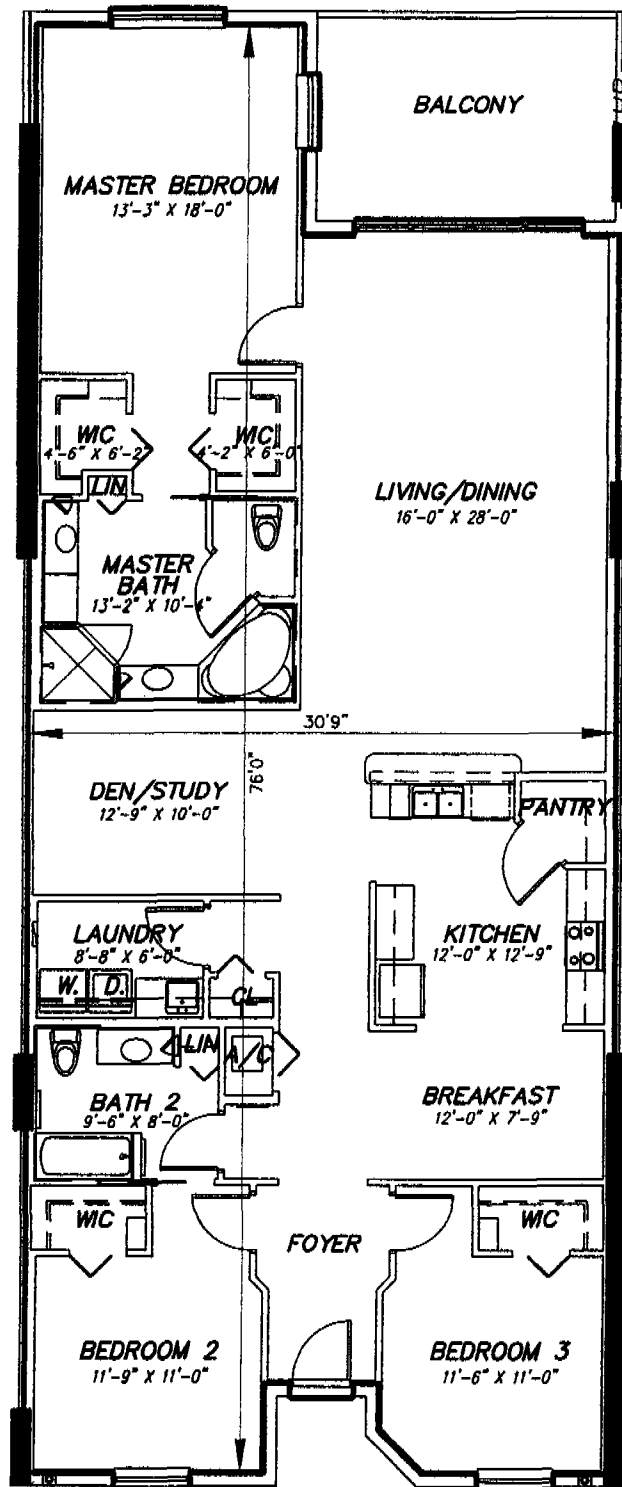 BALCONY
MASTER BEDROOM
13'-3" X 18'-0"
WIC
4'-6" X 6'-2"
WIC
4'-2" X 6'-0"
LIN
LIVING/DINING
16'-0" X 28'-0"
MASTER
BATH
13'-2" X 10'-4"
30'9"
76'0"
DEN/STUDY
12'-9" X 10'-0"
PANTRY
LAUNDRY
8'-8" X 6'-0"
KITCHEN
12'-0" X 12'-9"
W.
D.
CL
LIN
A/C
BATH 2
9'-6" X 8'-0"
BREAKFAST
12'-0" X 7'-9"
WIC
FOYER
WIC
BEDROOM 2
11'-9" X 11'-0"
BEDROOM 3
11'-6" X 11'-0"